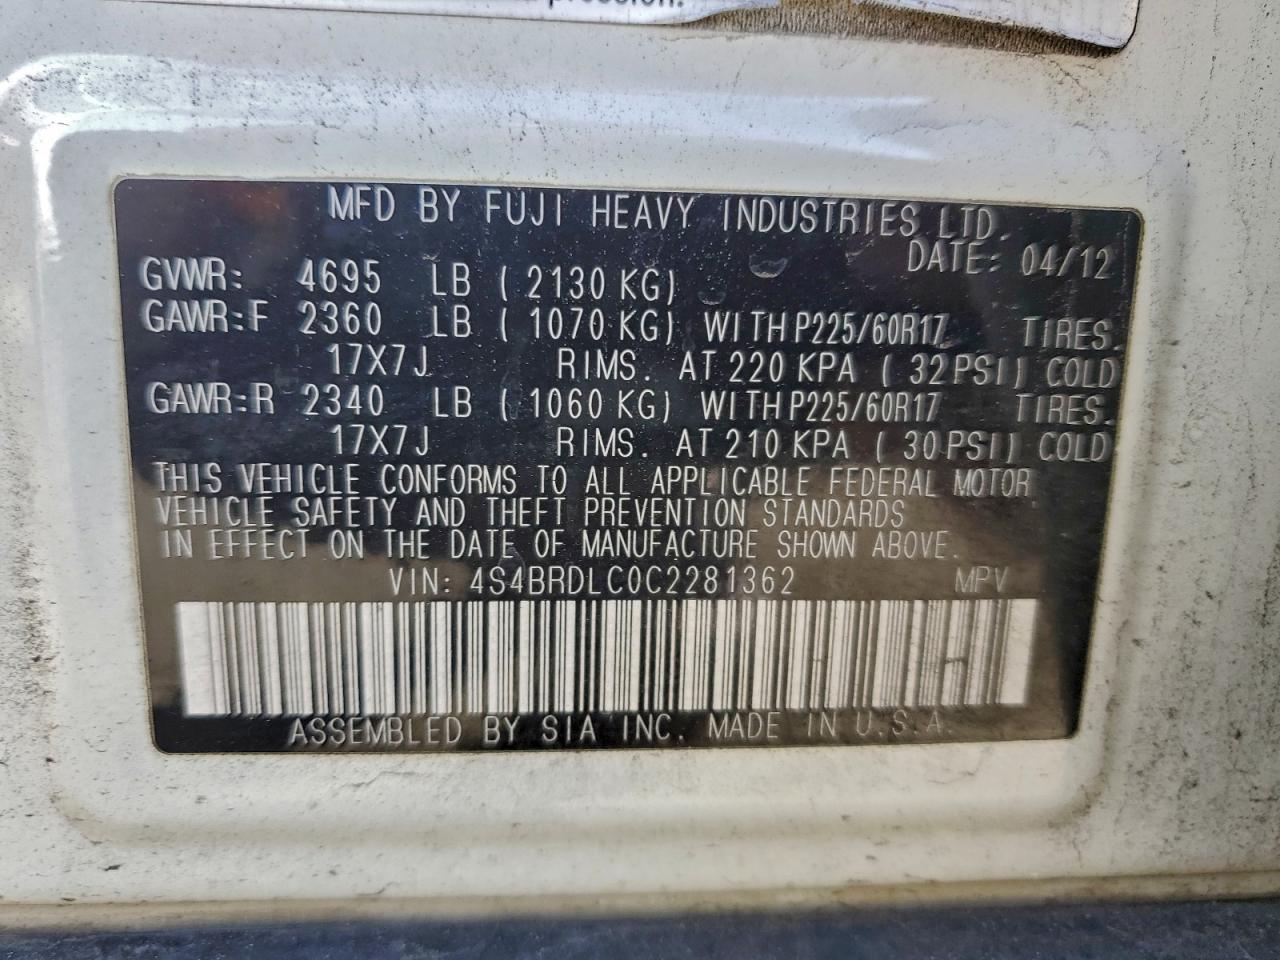 pression.
MFD BY FUJI HEAVY INDUSTRIES LTD.
DATE: 04/12
GVWR: 4695 LB (2130 KG)
GAWR:F 2360 LB (1070 KG) WITH P225/60R17 TIRES.
17X7J RIMS. AT 220 KPA (32 PSI) COLD
GAWR:R 2340 LB (1060 KG) WITH P225/60R17 TIRES.
17X7J RIMS. AT 210 KPA (30 PSI) COLD
THIS VEHICLE CONFORMS TO ALL APPLICABLE FEDERAL MOTOR
VEHICLE SAFETY AND THEFT PREVENTION STANDARDS
IN EFFECT ON THE DATE OF MANUFACTURE SHOWN ABOVE.
VIN: 4S4BRDLC0C2281362 MPV
ASSEMBLED BY SIA INC. MADE IN U.S.A.